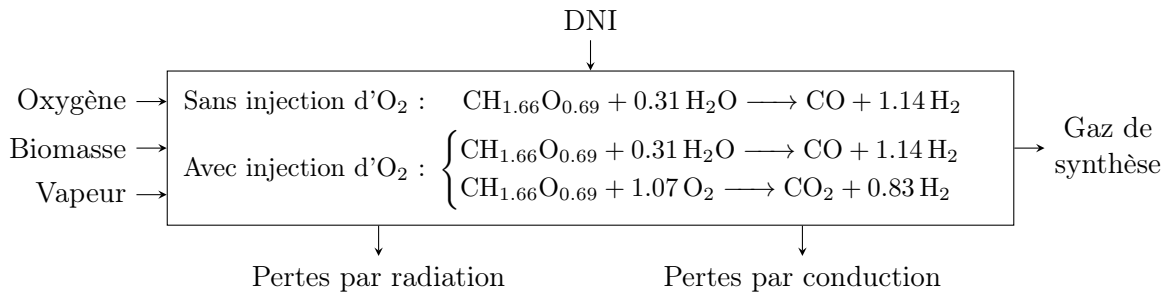 DNI
Oxygène
Biomasse
Vapeur
Sans injection d'O₂ : CH₁.₆₆O₀.₆₉ + 0.31 H₂O ⟶ CO + 1.14 H₂
Avec injection d'O₂ : { CH₁.₆₆O₀.₆₉ + 0.31 H₂O ⟶ CO + 1.14 H₂
CH₁.₆₆O₀.₆₉ + 1.07 O₂ ⟶ CO₂ + 0.83 H₂
Gaz de
synthèse
Pertes par radiation
Pertes par conduction